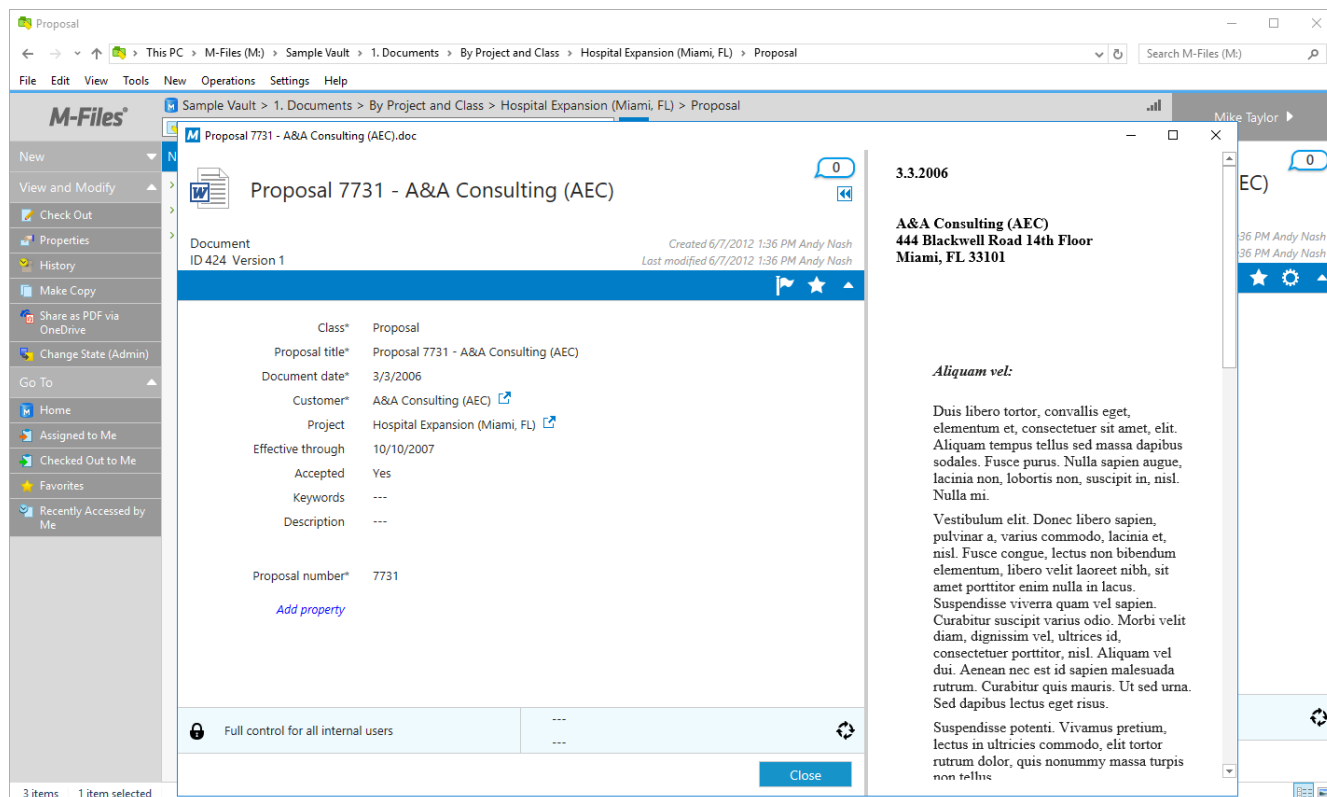 Proposal
This PC > M-Files (M:) > Sample Vault > 1. Documents > By Project and Class > Hospital Expansion (Miami, FL) > Proposal
Search M-Files (M:)
File Edit View Tools New Operations Settings Help
M-Files®
Sample Vault > 1. Documents > By Project and Class > Hospital Expansion (Miami, FL) > Proposal
Mike Taylor
New
View and Modify
Check Out
Properties
History
Make Copy
Share as PDF via
OneDrive
Change State (Admin)
Go To
Home
Assigned to Me
Checked Out to Me
Favorites
Recently Accessed by
Me
3 items 1 item selected
N
Proposal 7731 - A&A Consulting (AEC).doc
0
Proposal 7731 - A&A Consulting (AEC)
Document
ID 424 Version 1
Created 6/7/2012 1:36 PM Andy Nash
Last modified 6/7/2012 1:36 PM Andy Nash
Class* Proposal
Proposal title* Proposal 7731 - A&A Consulting (AEC)
Document date* 3/3/2006
Customer* A&A Consulting (AEC)
Project Hospital Expansion (Miami, FL)
Effective through 10/10/2007
Accepted Yes
Keywords ---
Description ---
Proposal number* 7731
Add property
Full control for all internal users
---
---
Close
3.3.2006
A&A Consulting (AEC)
444 Blackwell Road 14th Floor
Miami, FL 33101
Aliquam vel:
Duis libero tortor, convallis eget,
elementum et, consectetuer sit amet, elit.
Aliquam tempus tellus sed massa dapibus
sodales. Fusce purus. Nulla sapien augue,
lacinia non, lobortis non, suscipit in, nisl.
Nulla mi.
Vestibulum elit. Donec libero sapien,
pulvinar a, varius commodo, lacinia et,
nisl. Fusce congue, lectus non bibendum
elementum, libero velit laoreet nibh, sit
amet porttitor enim nulla in lacus.
Suspendisse viverra quam vel sapien.
Curabitur suscipit varius odio. Morbi velit
diam, dignissim vel, ultrices id,
consectetuer porttitor, nisl. Aliquam vel
dui. Aenean nec est id sapien malesuada
rutrum. Curabitur quis mauris. Ut sed urna.
Sed dapibus lectus eget risus.
Suspendisse potenti. Vivamus pretium,
lectus in ultricies commodo, elit tortor
rutrum dolor, quis nonummy massa turpis
non tellus
0
EC)
:36 PM Andy Nash
:36 PM Andy Nash